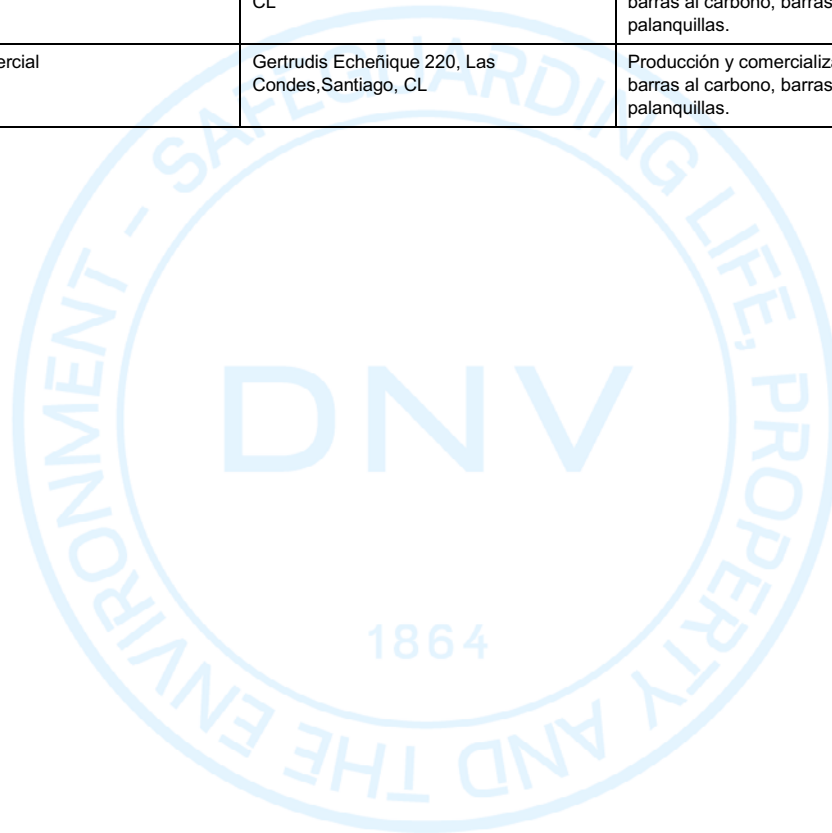 CL
barras al carbono, barras
palanquillas.
ercial
Gertrudis Echeñique 220, Las
Condes,Santiago, CL
Producción y comercializa
barras al carbono, barras
palanquillas.
SAFEGUARDING LIFE, PROPERTY AND THE ENVIRONMENT -
DNV
1864